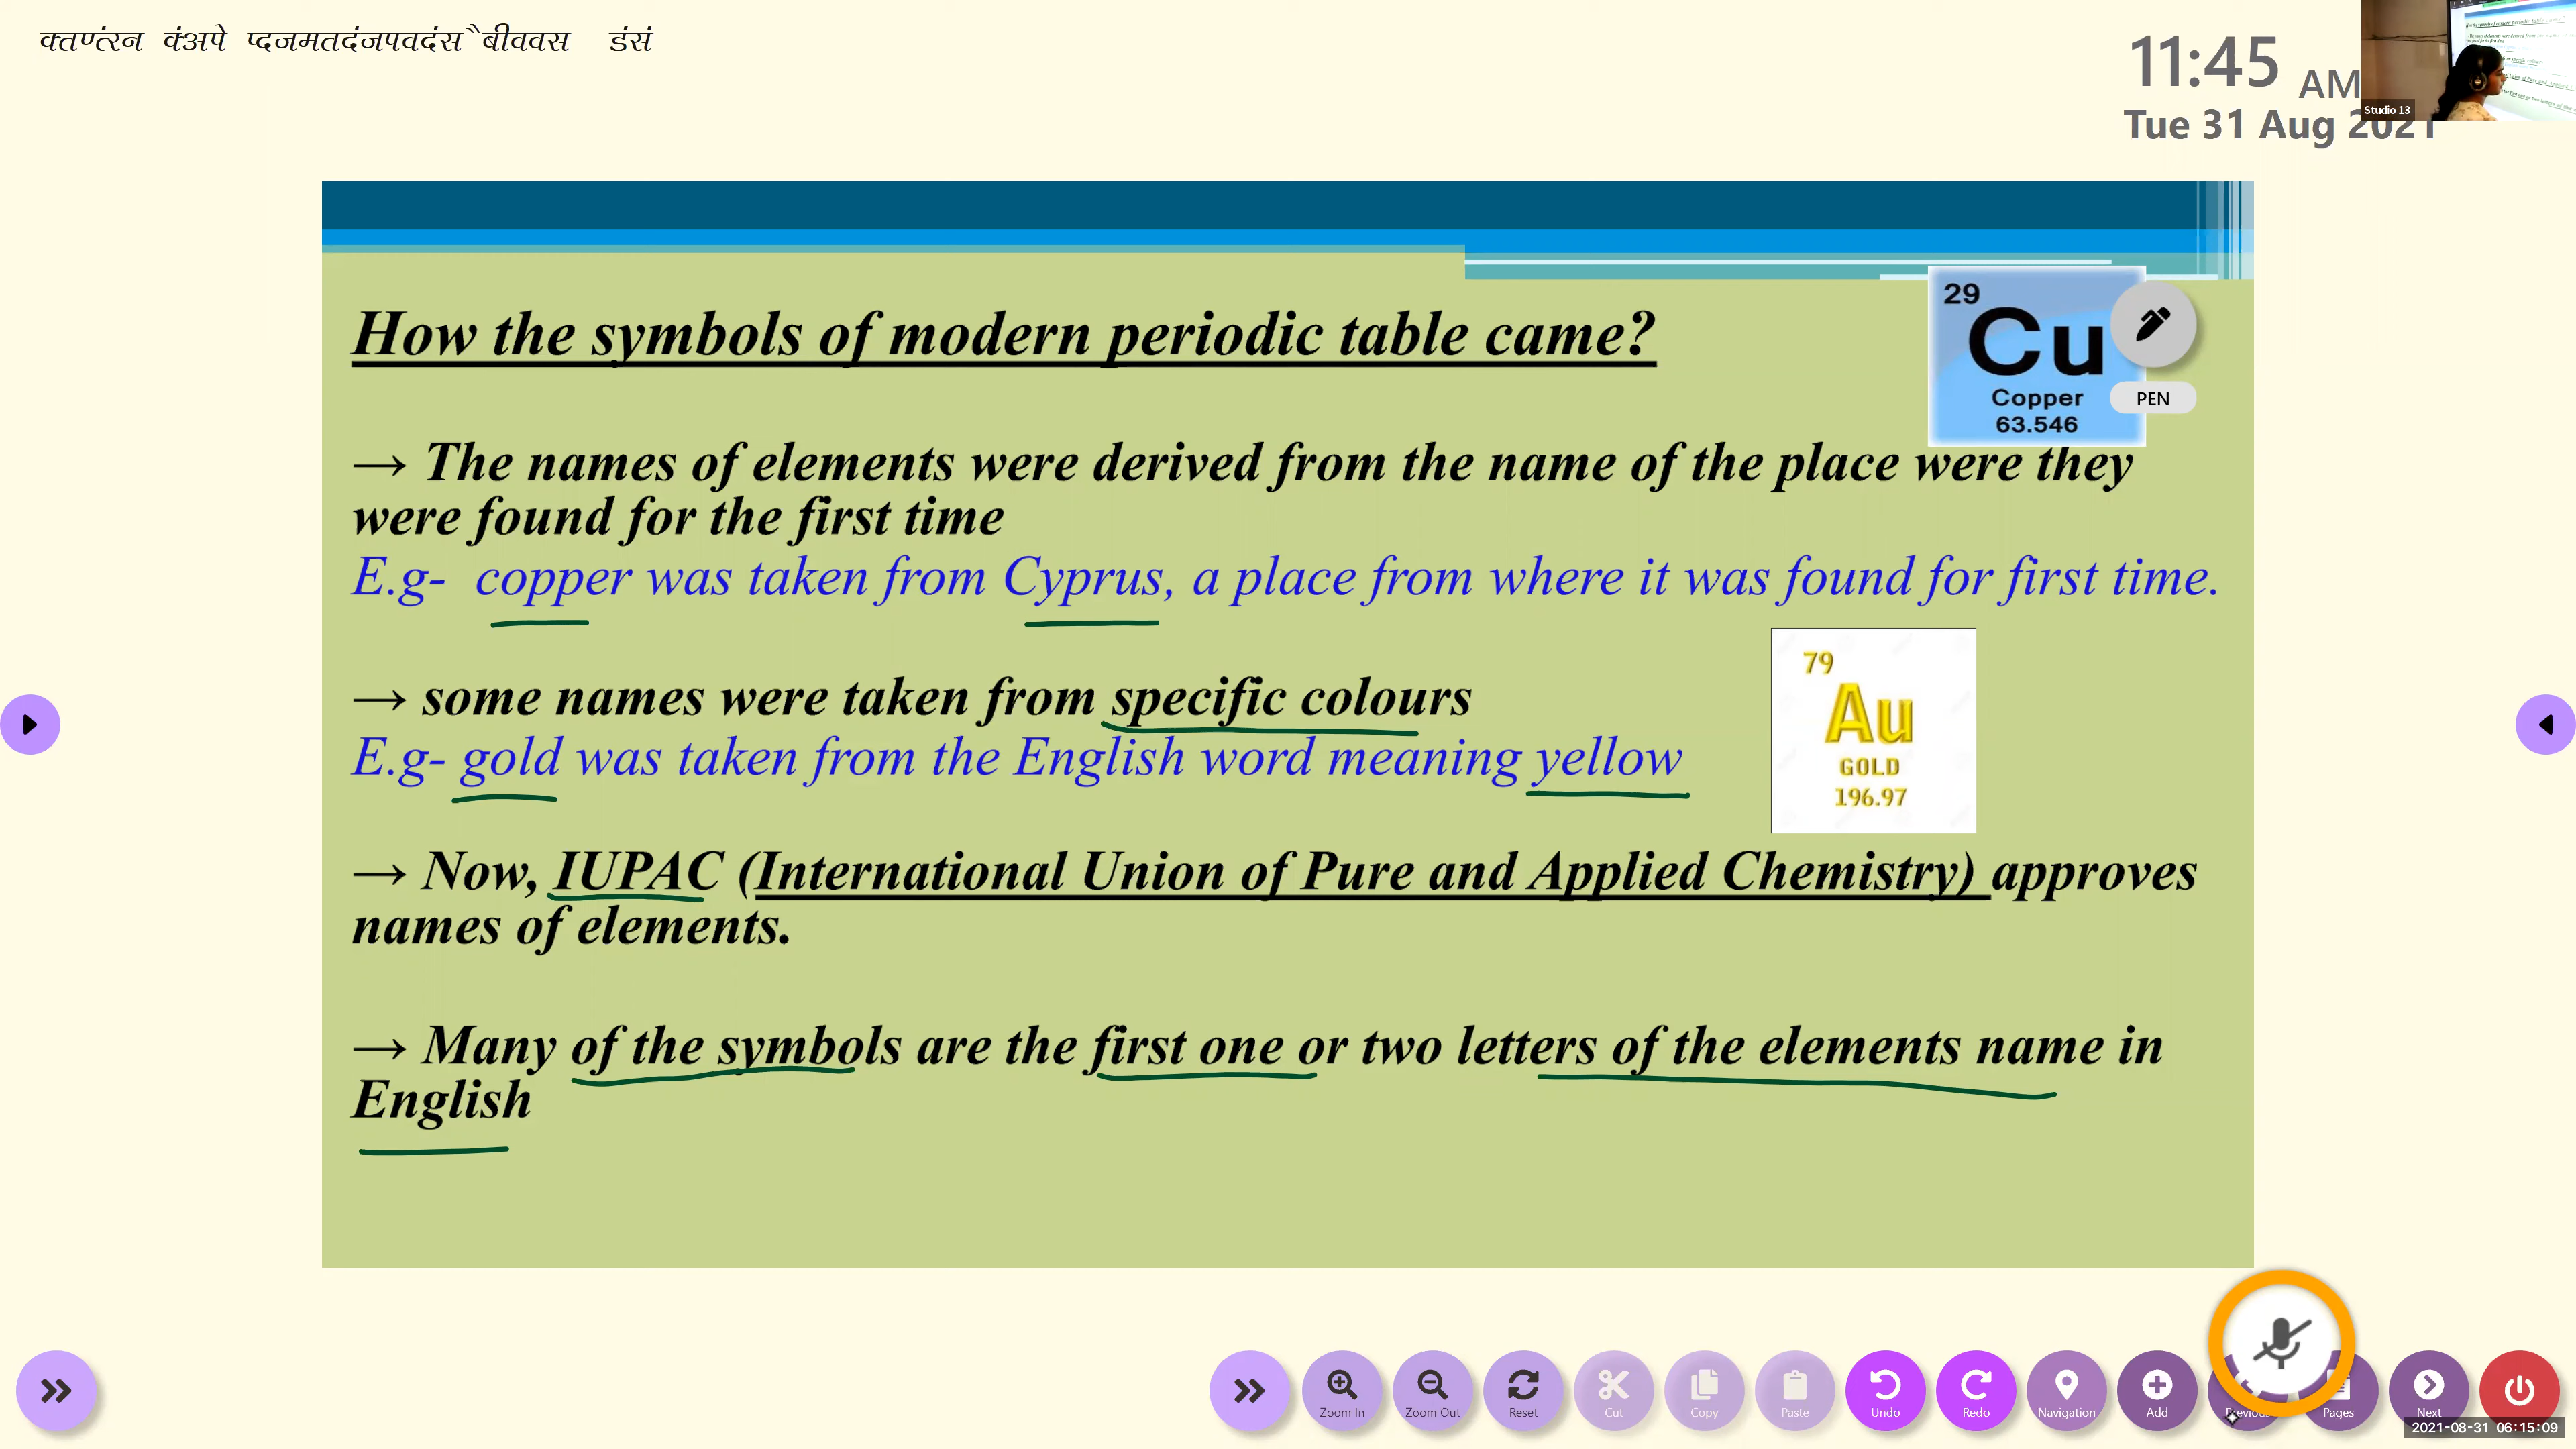 क्तण्ंरन क्ंअपे प्दजमतदंजपवदंस ैबीववस डंसं
11:45 AM
Tue 31 Aug 2021
Studio 13
How the symbols of modern periodic table came?
29
Cu
Copper
63.546
PEN
→ The names of elements were derived from the name of the place were they
were found for the first time
E.g- copper was taken from Cyprus, a place from where it was found for first time.
→ some names were taken from specific colours
E.g- gold was taken from the English word meaning yellow
79
Au
GOLD
196.97
→ Now, IUPAC (International Union of Pure and Applied Chemistry) approves
names of elements.
→ Many of the symbols are the first one or two letters of the elements name in
English
Zoom In Zoom Out Reset Cut Copy Paste Undo Redo Navigation Add Previous Pages Next
2021-08-31 06:15:09